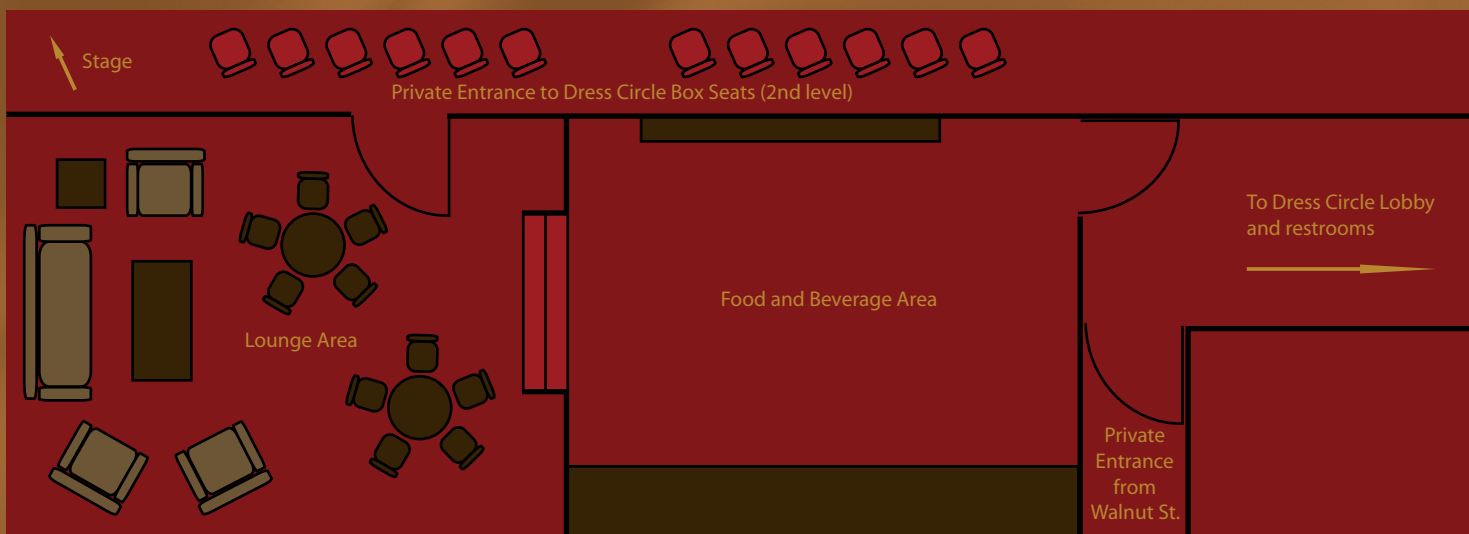 Stage
Private Entrance to Dress Circle Box Seats (2nd level)
To Dress Circle Lobby
and restrooms
Food and Beverage Area
Lounge Area
Private
Entrance
from
Walnut St.